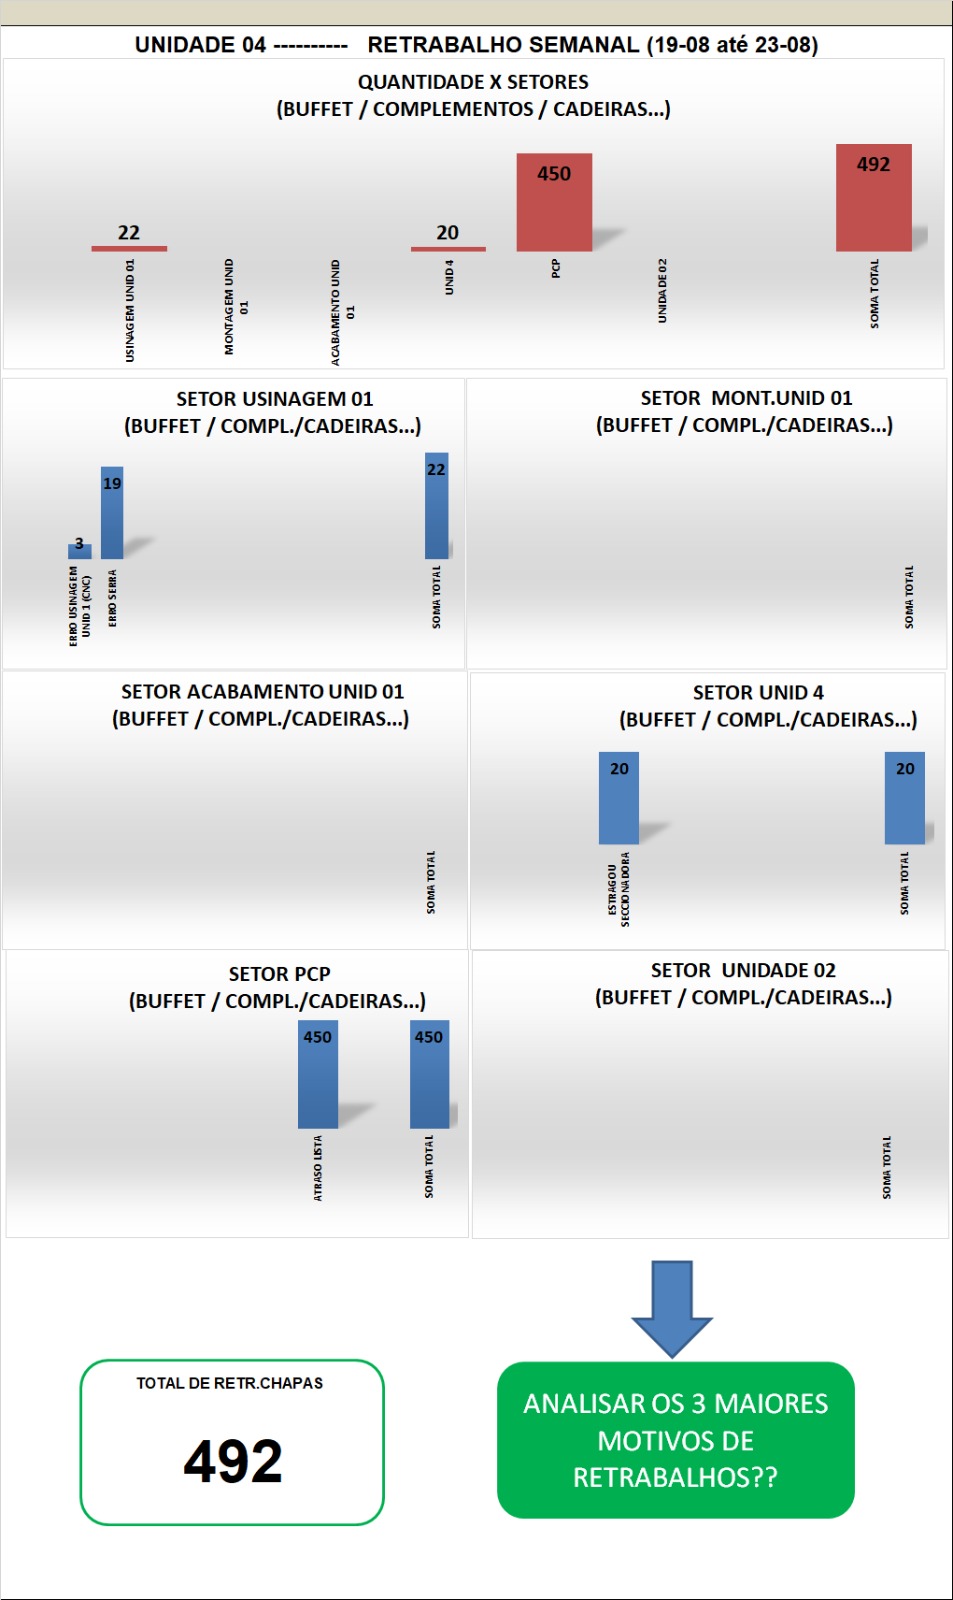 UNIDADE 04 ---------- RETRABALHO SEMANAL (19-08 até 23-08)
QUANTIDADE X SETORES
(BUFFET / COMPLEMENTOS / CADEIRAS...)
22
20
450
492
USINAGEM UNID 01
MONTAGEM UNID
01
ACABAMENTO UNID
01
UNID 4
PCP
UNIDADE 02
SOMA TOTAL
SETOR USINAGEM 01
(BUFFET / COMPL./CADEIRAS...)
3
19
22
ERRO USINAGEM
UNID 1 (CNC)
ERRO SERRA
SOMA TOTAL
SETOR MONT.UNID 01
(BUFFET / COMPL./CADEIRAS...)
SOMA TOTAL
SETOR ACABAMENTO UNID 01
(BUFFET / COMPL./CADEIRAS...)
SOMA TOTAL
SETOR UNID 4
(BUFFET / COMPL./CADEIRAS...)
20
20
ESTRAGOU
SECCIONADORA
SOMA TOTAL
SETOR PCP
(BUFFET / COMPL./CADEIRAS...)
450
450
ATRASO LISTA
SOMA TOTAL
SETOR UNIDADE 02
(BUFFET / COMPL./CADEIRAS...)
SOMA TOTAL
TOTAL DE RETR.CHAPAS
492
ANALISAR OS 3 MAIORES
MOTIVOS DE
RETRABALHOS??